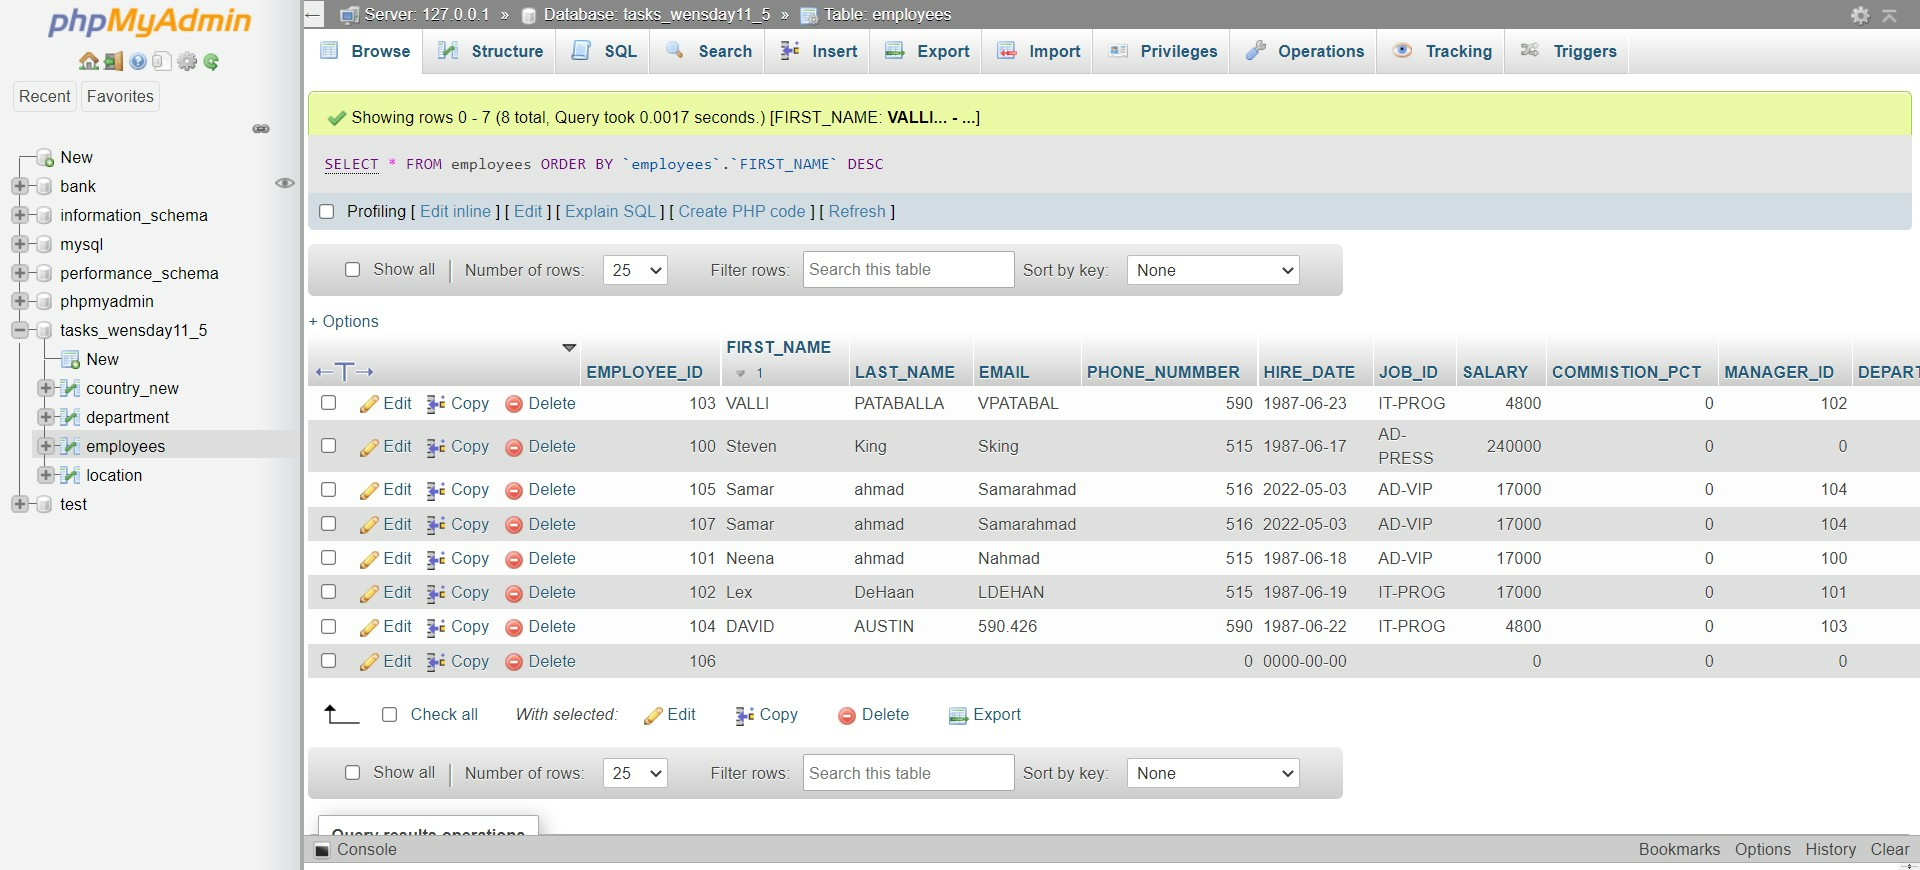 phpMyAdmin
Recent Favorites
New
bank
information_schema
mysql
performance_schema
phpmyadmin
tasks_wensday11_5
New
country_new
department
employees
location
test
Server: 127.0.0.1 » Database: tasks_wensday11_5 » Table: employees
Browse Structure SQL Search Insert Export Import Privileges Operations Tracking Triggers
Showing rows 0 - 7 (8 total, Query took 0.0017 seconds.) [FIRST_NAME: VALLI... - ...]
SELECT * FROM employees ORDER BY `employees`.`FIRST_NAME` DESC
Profiling [ Edit inline ] [ Edit ] [ Explain SQL ] [ Create PHP code ] [ Refresh ]
Show all Number of rows: 25 Filter rows: Search this table Sort by key: None
+ Options
←T→ EMPLOYEE_ID FIRST_NAME 1 LAST_NAME EMAIL PHONE_NUMMBER HIRE_DATE JOB_ID SALARY COMMISTION_PCT MANAGER_ID DEPART
Edit Copy Delete 103 VALLI PATABALLA VPATABAL 590 1987-06-23 IT-PROG 4800 0 102
Edit Copy Delete 100 Steven King Sking 515 1987-06-17 AD-PRESS 240000 0 0
Edit Copy Delete 105 Samar ahmad Samarahmad 516 2022-05-03 AD-VIP 17000 0 104
Edit Copy Delete 107 Samar ahmad Samarahmad 516 2022-05-03 AD-VIP 17000 0 104
Edit Copy Delete 101 Neena ahmad Nahmad 515 1987-06-18 AD-VIP 17000 0 100
Edit Copy Delete 102 Lex DeHaan LDEHAN 515 1987-06-19 IT-PROG 17000 0 101
Edit Copy Delete 104 DAVID AUSTIN 590.426 590 1987-06-22 IT-PROG 4800 0 103
Edit Copy Delete 106 0 0000-00-00 0 0 0
Check all With selected: Edit Copy Delete Export
Show all Number of rows: 25 Filter rows: Search this table Sort by key: None
Query results operations
Console Bookmarks Options History Clear